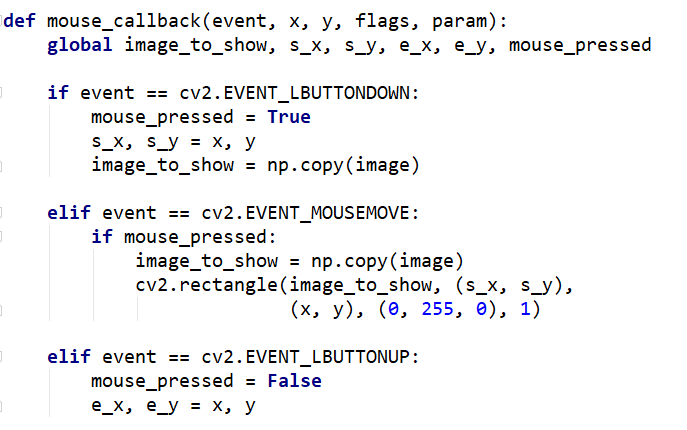 def mouse_callback(event, x, y, flags, param):
    global image_to_show, s_x, s_y, e_x, e_y, mouse_pressed

    if event == cv2.EVENT_LBUTTONDOWN:
        mouse_pressed = True
        s_x, s_y = x, y
        image_to_show = np.copy(image)

    elif event == cv2.EVENT_MOUSEMOVE:
        if mouse_pressed:
            image_to_show = np.copy(image)
            cv2.rectangle(image_to_show, (s_x, s_y),
                          (x, y), (0, 255, 0), 1)

    elif event == cv2.EVENT_LBUTTONUP:
        mouse_pressed = False
        e_x, e_y = x, y